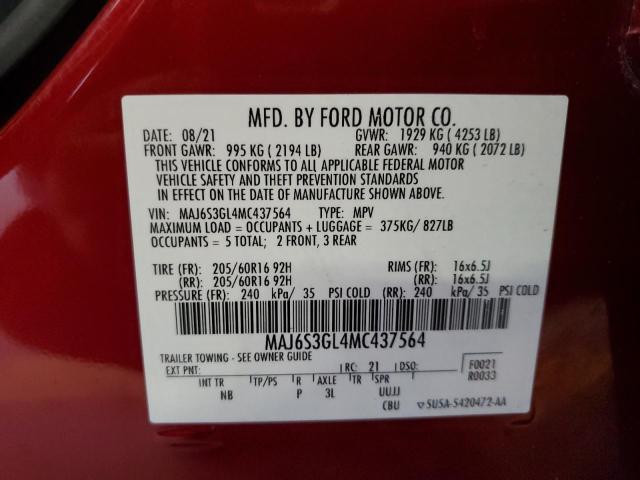 MFD. BY FORD MOTOR CO.
DATE: 08/21 GVWR: 1929 KG ( 4253 LB)
FRONT GAWR: 995 KG ( 2194 LB) REAR GAWR: 940 KG ( 2072 LB)
THIS VEHICLE CONFORMS TO ALL APPLICABLE FEDERAL MOTOR
VEHICLE SAFETY AND THEFT PREVENTION STANDARDS
IN EFFECT ON THE DATE OF MANUFACTURE SHOWN ABOVE.
VIN: MAJ6S3GL4MC437564 TYPE: MPV
MAXIMUM LOAD = OCCUPANTS + LUGGAGE = 375KG/ 827LB
OCCUPANTS = 5 TOTAL; 2 FRONT, 3 REAR
TIRE (FR): 205/60R16 92H RIMS (FR): 16x6.5J
(RR): 205/60R16 92H (RR): 16x6.5J
PRESSURE (FR): 240 kPa/ 35 PSI COLD (RR): 240 kPa/ 35 PSI COLD
MAJ6S3GL4MC437564
TRAILER TOWING - SEE OWNER GUIDE
EXT PNT: RC: 21 DSO: F0021
R0033
INT TR TP/PS R AXLE TR SPR
NB P 3L UUJJ
CBU SU5A-5420472-AA